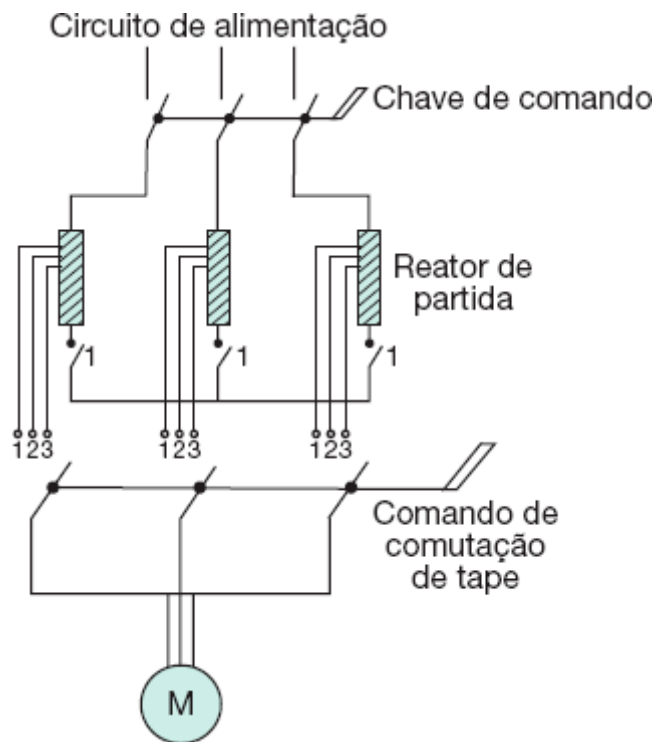 Circuito de alimentação
Chave de comando
Reator de
partida
1
1
1
123
123
123
Comando de
comutação
de tape
M